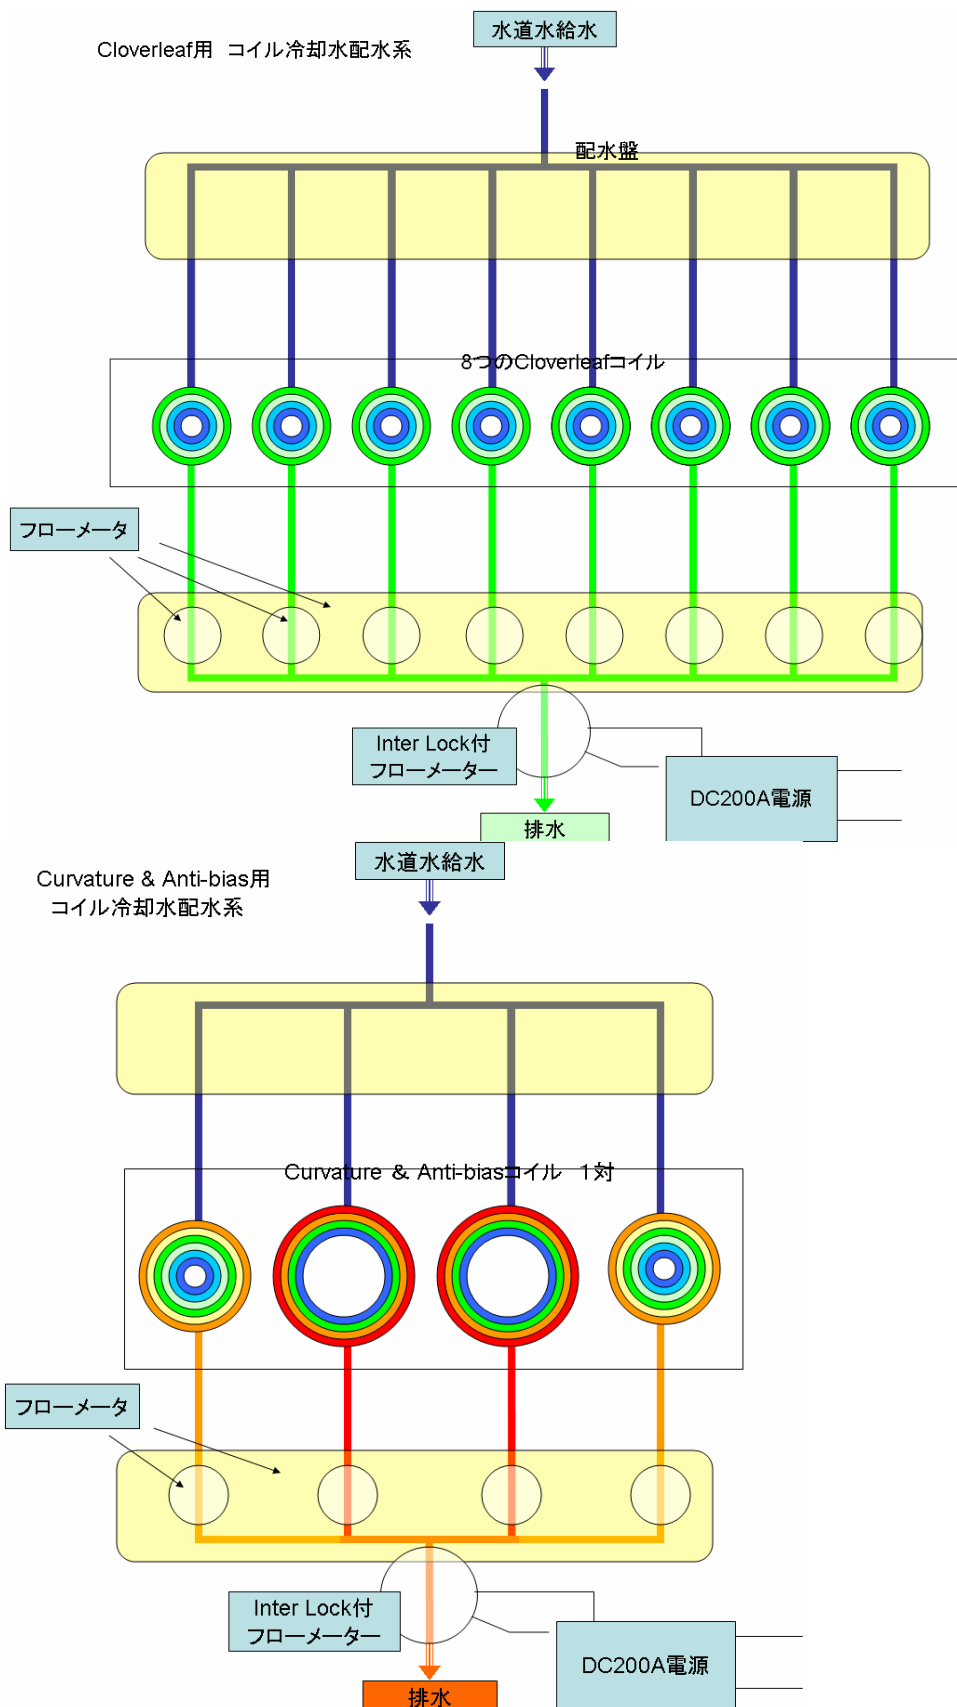 水道水給水
Cloverleaf用 コイル冷却水配水系
配水盤
8つのCloverleafコイル
フローメータ
Inter Lock付
フローメーター
DC200A電源
排水
水道水給水
Curvature & Anti-bias用
コイル冷却水配水系
Curvature & Anti-biasコイル 1対
フローメータ
Inter Lock付
フローメーター
DC200A電源
排水